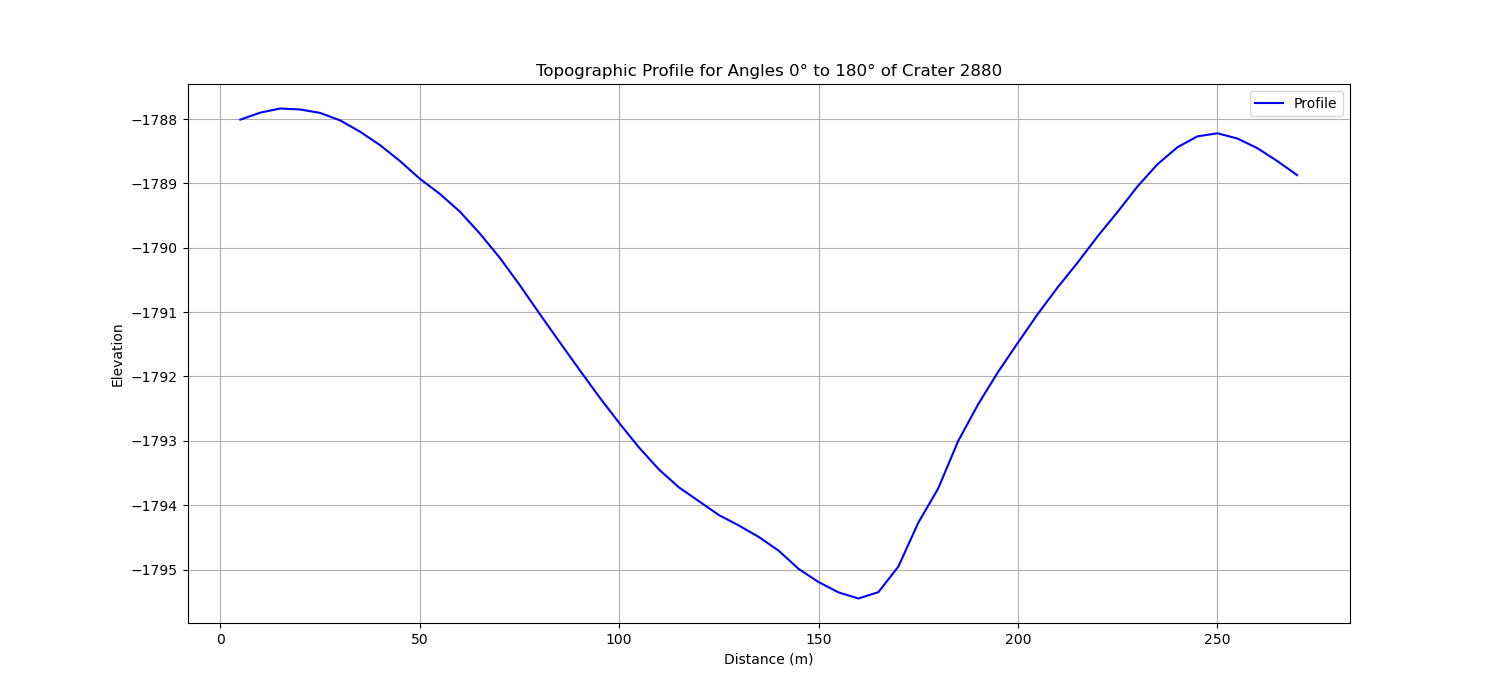 Topographic Profile for Angles 0° to 180° of Crater 2880
Profile
−1788
−1789
−1790
−1791
−1792
−1793
−1794
−1795
Elevation
0 50 100 150 200 250
Distance (m)